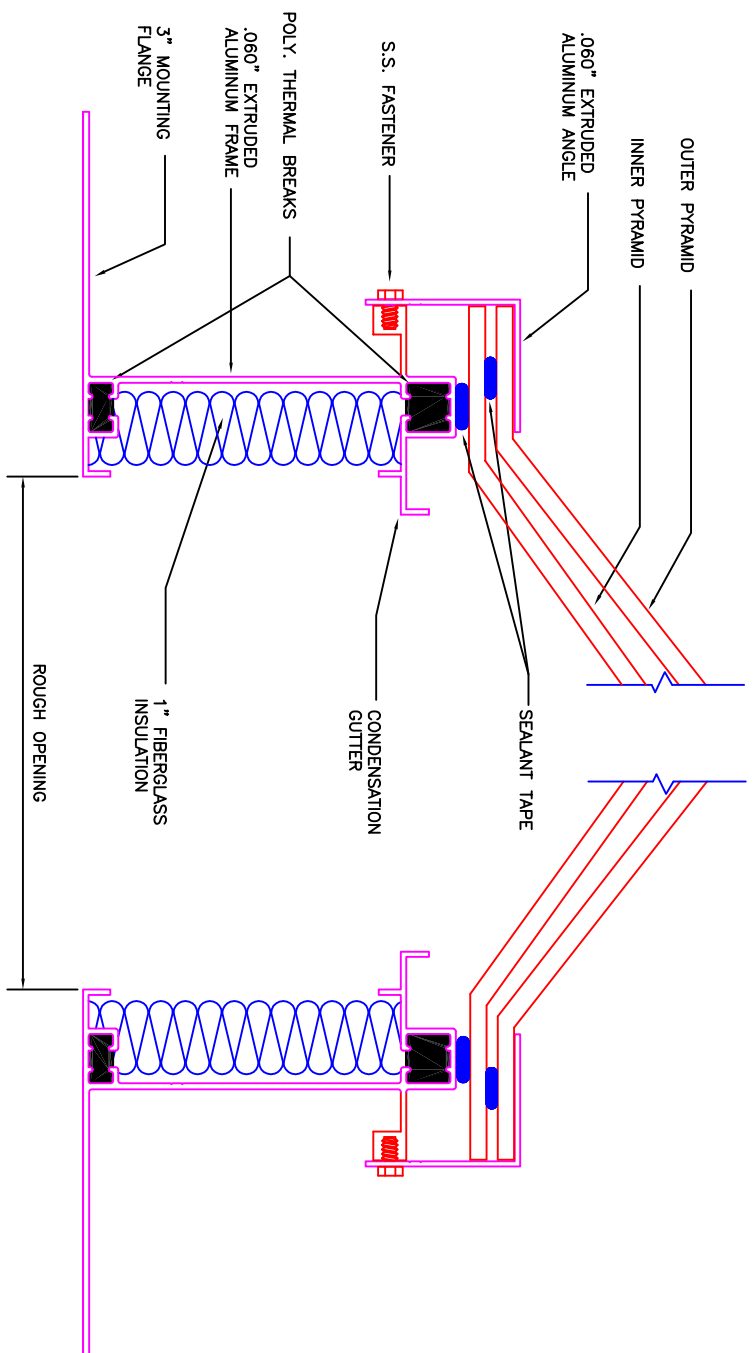 OUTER PYRAMID
INNER PYRAMID
.060" EXTRUDED
ALUMINUM ANGLE
S.S. FASTENER
POLY. THERMAL BREAKS
.060" EXTRUDED
ALUMINUM FRAME
3" MOUNTING
FLANGE
SEALANT TAPE
CONDENSATION
GUTTER
1" FIBERGLASS
INSULATION
ROUGH OPENING